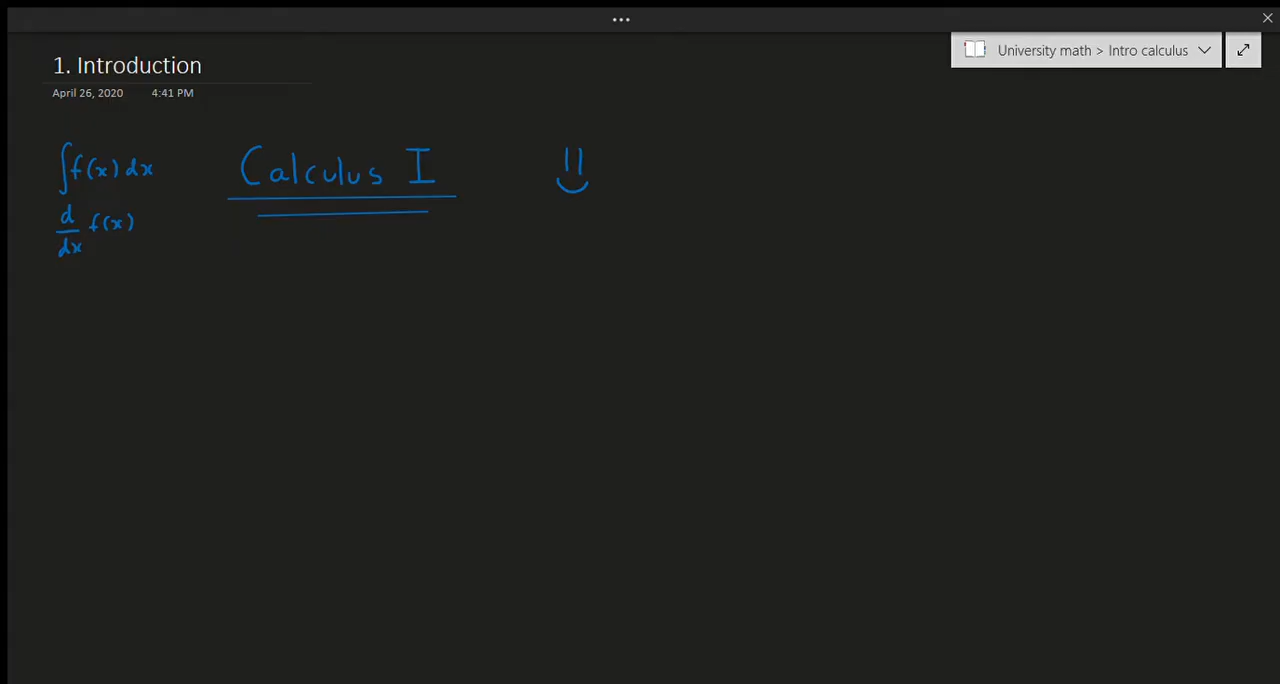 University math > Intro calculus
1. Introduction
April 26, 2020 4:41 PM
∫f(x) dx
Calculus I
d/dx f(x)